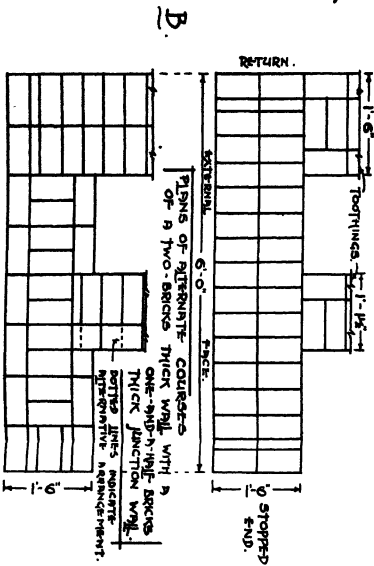 B.
RETURN.
1'-6"
TOOTHINGS.
1'-1½"
EXTERNAL 6'-0" FACE.
1'-6"
STOPPED
END.
PLANS OF ALTERNATE COURSES
OF A TWO-BRICKS THICK WALL WITH A
ONE-AND-A-HALF BRICKS
THICK JUNCTION WALL.
DOTTED LINES INDICATE
ALTERNATIVE ARRANGEMENT.
1'-6"